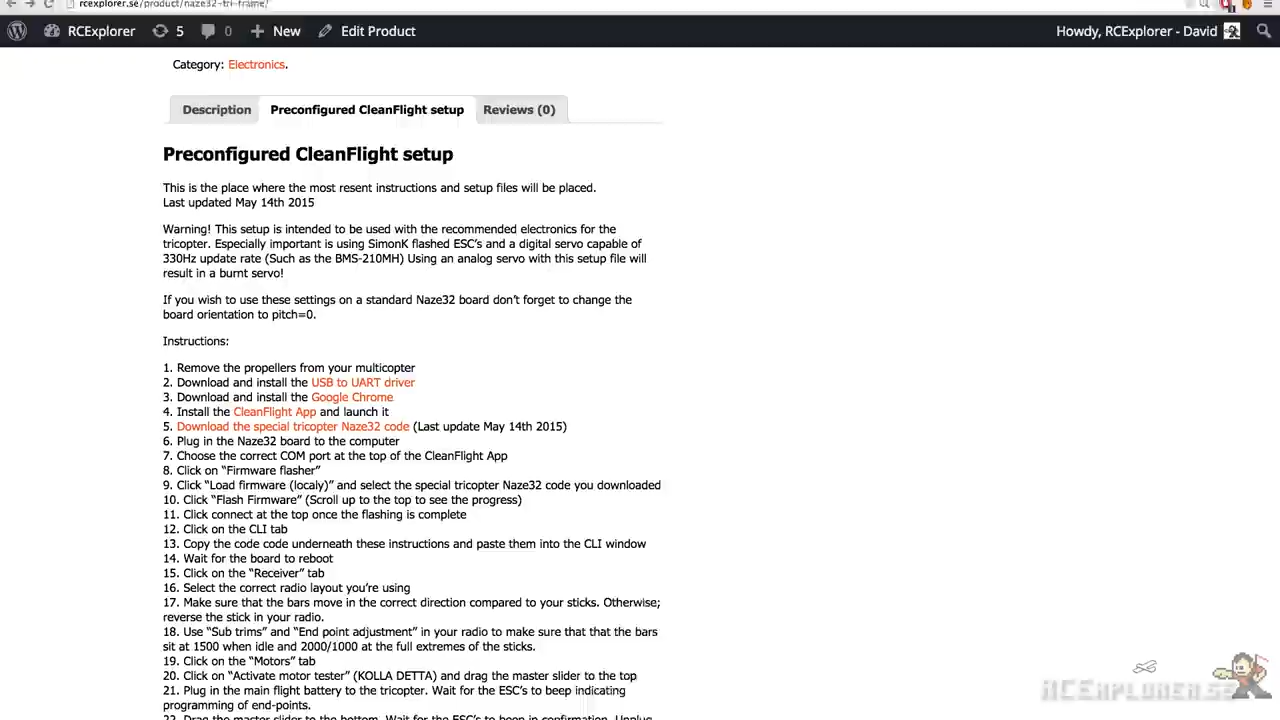 rcexplorer.se/product/naze32-tri-frame/
RCExplorer 5 0 New Edit Product Howdy, RCExplorer - David
Category: Electronics.
Description Preconfigured CleanFlight setup Reviews (0)
Preconfigured CleanFlight setup
This is the place where the most resent instructions and setup files will be placed.
Last updated May 14th 2015
Warning! This setup is intended to be used with the recommended electronics for the
tricopter. Especially important is using SimonK flashed ESC's and a digital servo capable of
330Hz update rate (Such as the BMS-210MH) Using an analog servo with this setup file will
result in a burnt servo!
If you wish to use these settings on a standard Naze32 board don't forget to change the
board orientation to pitch=0.
Instructions:
1. Remove the propellers from your multicopter
2. Download and install the USB to UART driver
3. Download and install the Google Chrome
4. Install the CleanFlight App and launch it
5. Download the special tricopter Naze32 code (Last update May 14th 2015)
6. Plug in the Naze32 board to the computer
7. Choose the correct COM port at the top of the CleanFlight App
8. Click on "Firmware flasher"
9. Click "Load firmware (localy)" and select the special tricopter Naze32 code you downloaded
10. Click "Flash Firmware" (Scroll up to the top to see the progress)
11. Click connect at the top once the flashing is complete
12. Click on the CLI tab
13. Copy the code code underneath these instructions and paste them into the CLI window
14. Wait for the board to reboot
15. Click on the "Receiver" tab
16. Select the correct radio layout you're using
17. Make sure that the bars move in the correct direction compared to your sticks. Otherwise;
reverse the stick in your radio.
18. Use "Sub trims" and "End point adjustment" in your radio to make sure that that the bars
sit at 1500 when idle and 2000/1000 at the full extremes of the sticks.
19. Click on the "Motors" tab
20. Click on "Activate motor tester" (KOLLA DETTA) and drag the master slider to the top
21. Plug in the main flight battery to the tricopter. Wait for the ESC's to beep indicating
programming of end-points.
22. Drag the master slider to the bottom. Wait for the ESC's to beep in confirmation. Unplug
RCExplorer.se